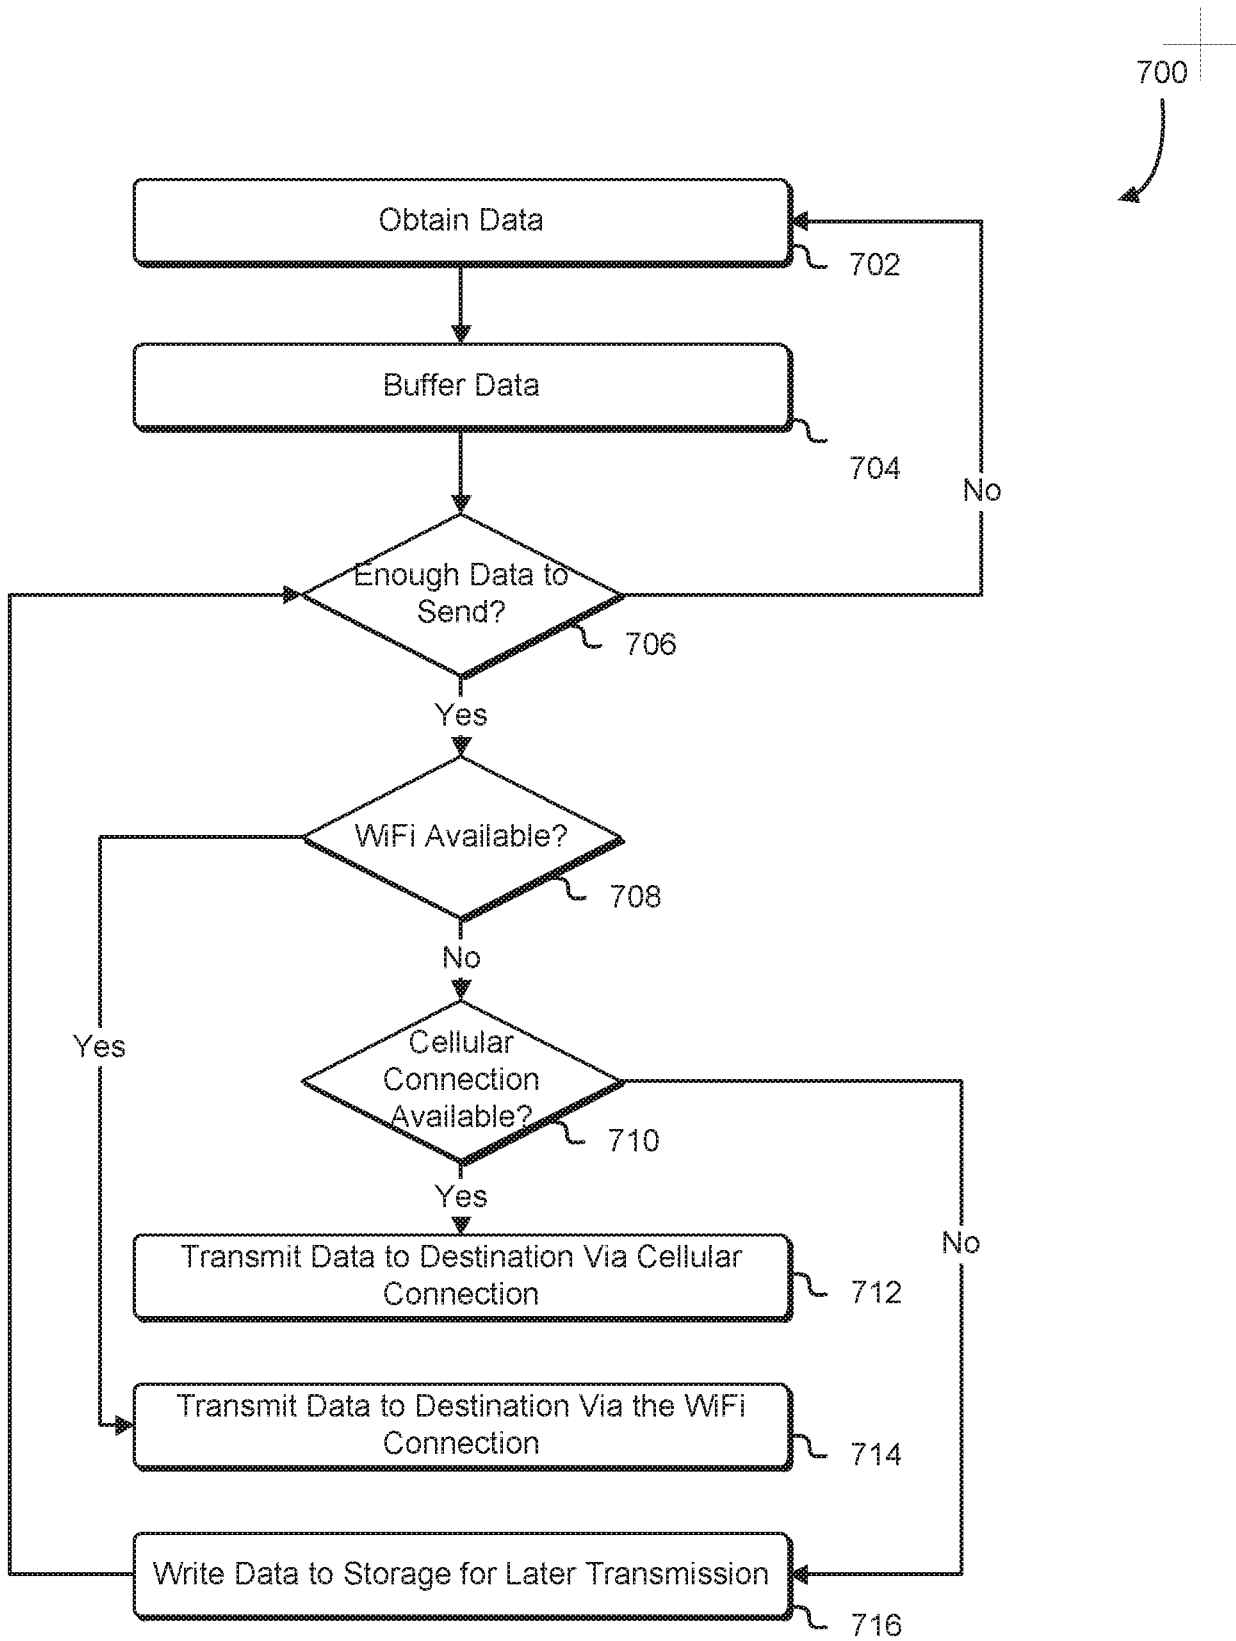 700
Obtain Data
702
Buffer Data
704
No
Enough Data to
Send?
706
Yes
WiFi Available?
708
No
Yes
Cellular
Connection
Available?
710
Yes
No
Transmit Data to Destination Via Cellular
Connection
712
Transmit Data to Destination Via the WiFi
Connection
714
Write Data to Storage for Later Transmission
716